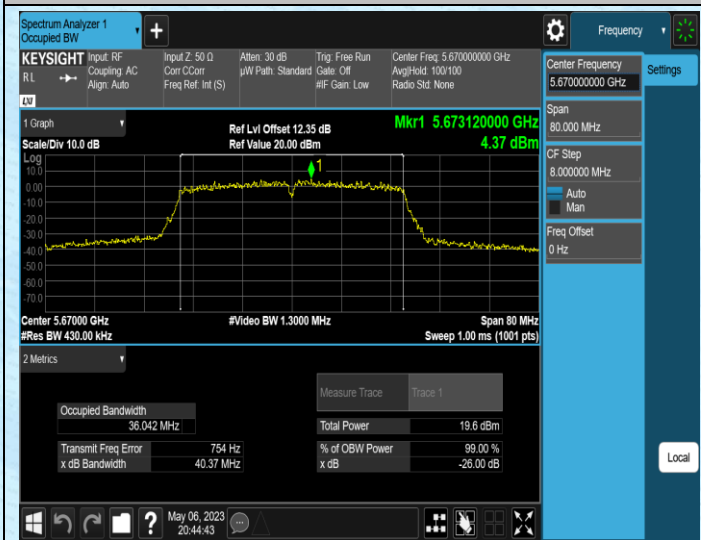 Spectrum Analyzer 1
Occupied BW
+
Frequency
KEYSIGHT
R L
LXI
Input: RF
Coupling: AC
Align: Auto
Input Z: 50 Ω
Corr CCorr
Freq Ref: Int (S)
Atten: 30 dB
µW Path: Standard
Trig: Free Run
Gate: Off
#IF Gain: Low
Center Freq: 5.670000000 GHz
Avg|Hold: 100/100
Radio Std: None
Center Frequency
5.670000000 GHz
Settings
Span
80.000 MHz
CF Step
8.000000 MHz
Auto
Man
Freq Offset
0 Hz
1 Graph
Scale/Div 10.0 dB
Ref Lvl Offset 12.35 dB
Ref Value 20.00 dBm
Mkr1 5.673120000 GHz
4.37 dBm
Log
10.0
0.00
-10.0
-20.0
-30.0
-40.0
-50.0
-60.0
-70.0
1
Center 5.67000 GHz
#Res BW 430.00 kHz
#Video BW 1.3000 MHz
Span 80 MHz
Sweep 1.00 ms (1001 pts)
2 Metrics
Measure Trace
Trace 1
Occupied Bandwidth
36.042 MHz
Total Power
19.6 dBm
Transmit Freq Error
754 Hz
% of OBW Power
99.00 %
x dB Bandwidth
40.37 MHz
x dB
-26.00 dB
Local
?
May 06, 2023
20:44:43